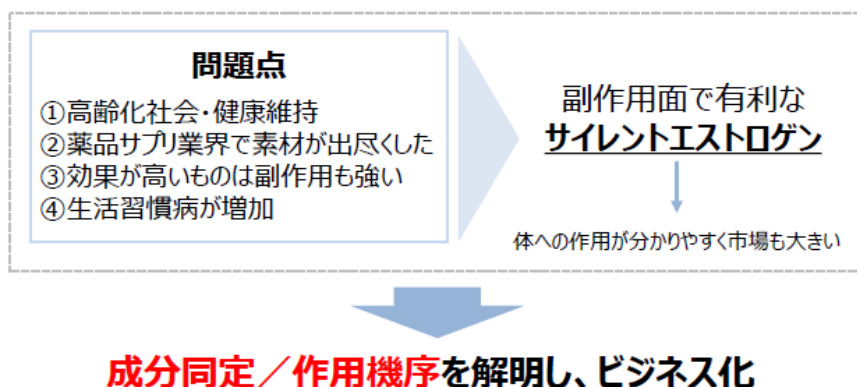 問題点
①高齢化社会・健康維持
②薬品サプリ業界で素材が出尽くした
③効果が高いものは副作用も強い
④生活習慣病が増加
副作用面で有利な
サイレントエストロゲン
体への作用が分かりやすく市場も大きい
成分同定／作用機序を解明し、ビジネス化